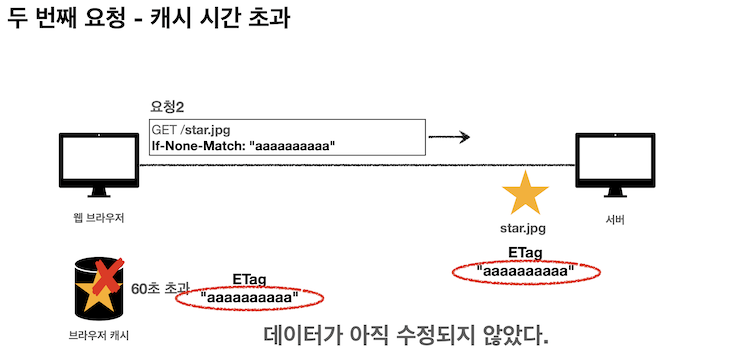 두 번째 요청 - 캐시 시간 초과
요청2
GET /star.jpg
If-None-Match: "aaaaaaaaaa"
웹 브라우저
star.jpg
서버
ETag
"aaaaaaaaaa"
60초 초과
ETag
"aaaaaaaaaa"
브라우저 캐시
데이터가 아직 수정되지 않았다.